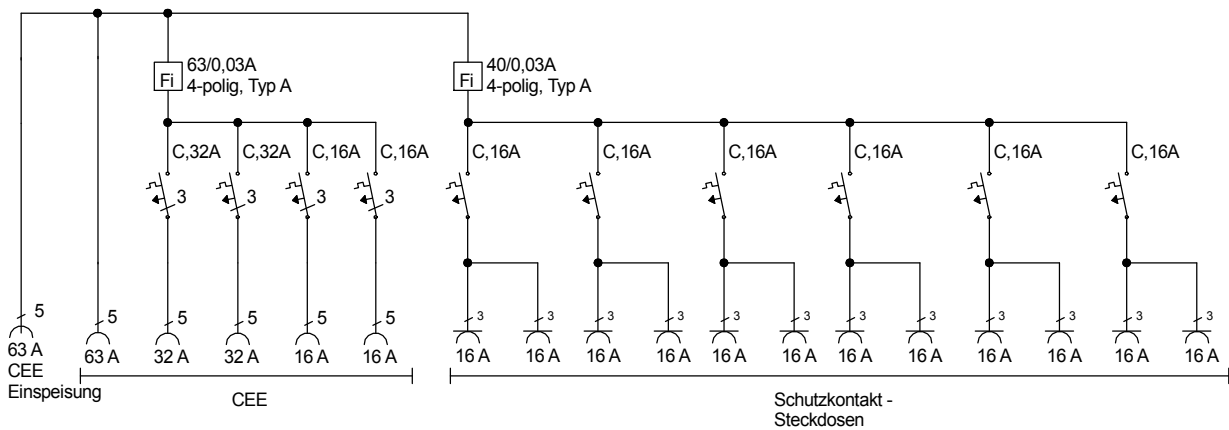 63/0,03A
4-polig, Typ A
Fi
40/0,03A
4-polig, Typ A
Fi
C,32A
C,32A
C,16A
C,16A
C,16A
C,16A
C,16A
C,16A
C,16A
C,16A
3
3
3
3
5
5
5
5
5
5
3
3
3
3
3
3
3
3
3
3
3
3
63 A
CEE
Einspeisung
63 A
32 A
32 A
16 A
16 A
16 A
16 A
16 A
16 A
16 A
16 A
16 A
16 A
16 A
16 A
16 A
16 A
CEE
Schutzkontakt -
Steckdosen